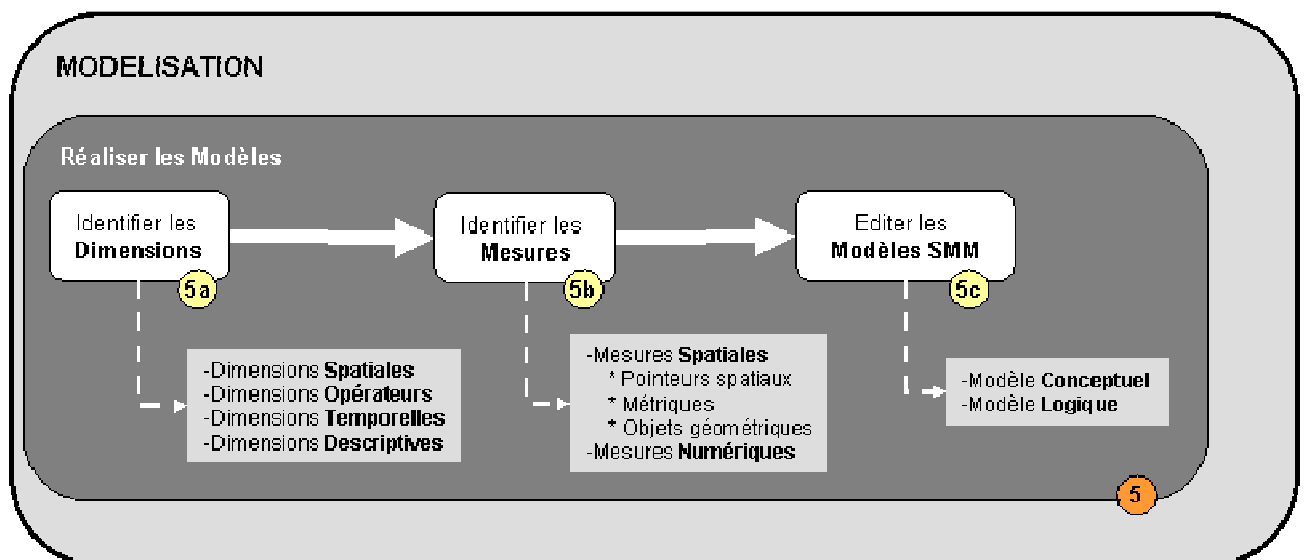 MODELISATION
Réaliser les Modèles
Identifier les
Dimensions
5a
Identifier les
Mesures
5b
Editer les
Modèles SMM
5c
-Dimensions Spatiales
-Dimensions Opérateurs
-Dimensions Temporelles
-Dimensions Descriptives
-Mesures Spatiales
* Pointeurs spatiaux
* Métriques
* Objets géométriques
-Mesures Numériques
-Modèle Conceptuel
-Modèle Logique
5